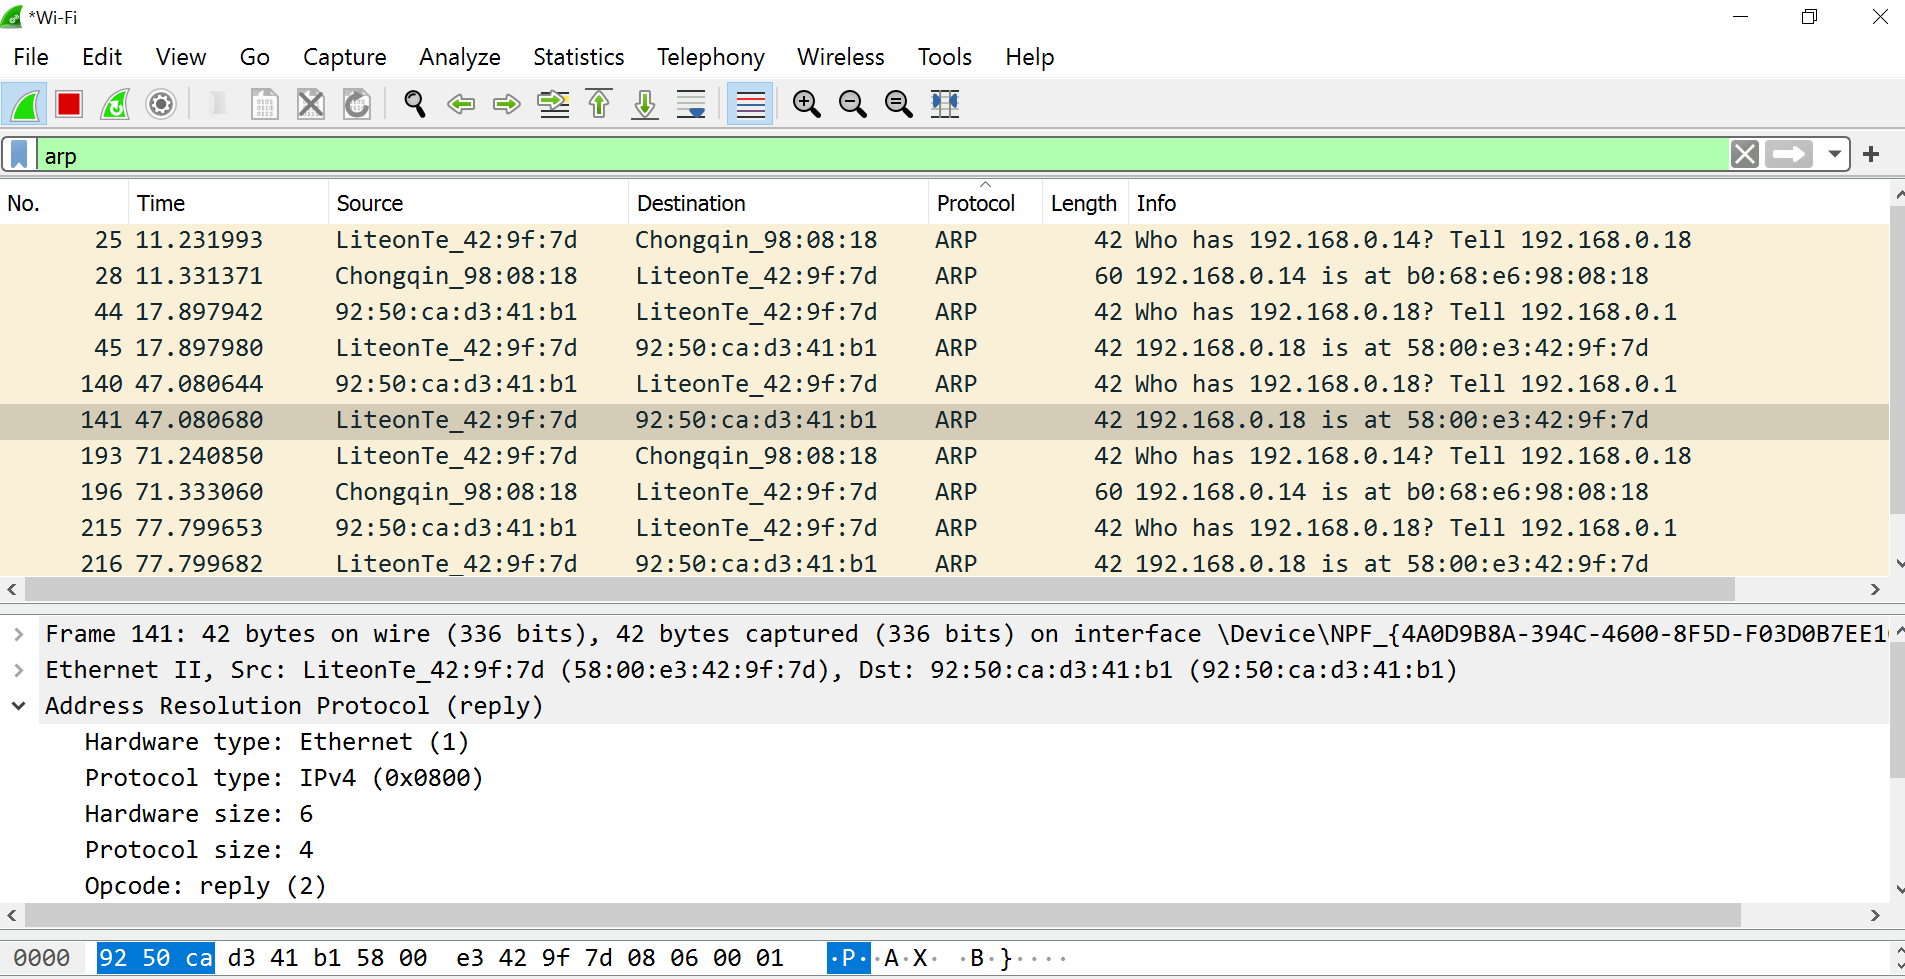 *Wi-Fi
File Edit View Go Capture Analyze Statistics Telephony Wireless Tools Help
arp
No. Time Source Destination Protocol Length Info
25 11.231993 LiteonTe_42:9f:7d Chongqin_98:08:18 ARP 42 Who has 192.168.0.14? Tell 192.168.0.18
28 11.331371 Chongqin_98:08:18 LiteonTe_42:9f:7d ARP 60 192.168.0.14 is at b0:68:e6:98:08:18
44 17.897942 92:50:ca:d3:41:b1 LiteonTe_42:9f:7d ARP 42 Who has 192.168.0.18? Tell 192.168.0.1
45 17.897980 LiteonTe_42:9f:7d 92:50:ca:d3:41:b1 ARP 42 192.168.0.18 is at 58:00:e3:42:9f:7d
140 47.080644 92:50:ca:d3:41:b1 LiteonTe_42:9f:7d ARP 42 Who has 192.168.0.18? Tell 192.168.0.1
141 47.080680 LiteonTe_42:9f:7d 92:50:ca:d3:41:b1 ARP 42 192.168.0.18 is at 58:00:e3:42:9f:7d
193 71.240850 LiteonTe_42:9f:7d Chongqin_98:08:18 ARP 42 Who has 192.168.0.14? Tell 192.168.0.18
196 71.333060 Chongqin_98:08:18 LiteonTe_42:9f:7d ARP 60 192.168.0.14 is at b0:68:e6:98:08:18
215 77.799653 92:50:ca:d3:41:b1 LiteonTe_42:9f:7d ARP 42 Who has 192.168.0.18? Tell 192.168.0.1
216 77.799682 LiteonTe_42:9f:7d 92:50:ca:d3:41:b1 ARP 42 192.168.0.18 is at 58:00:e3:42:9f:7d
Frame 141: 42 bytes on wire (336 bits), 42 bytes captured (336 bits) on interface \Device\NPF_{4A0D9B8A-394C-4600-8F5D-F03D0B7EE1
Ethernet II, Src: LiteonTe_42:9f:7d (58:00:e3:42:9f:7d), Dst: 92:50:ca:d3:41:b1 (92:50:ca:d3:41:b1)
Address Resolution Protocol (reply)
Hardware type: Ethernet (1)
Protocol type: IPv4 (0x0800)
Hardware size: 6
Protocol size: 4
Opcode: reply (2)
0000 92 50 ca d3 41 b1 58 00 e3 42 9f 7d 08 06 00 01 ·P··A·X· ·B·}····